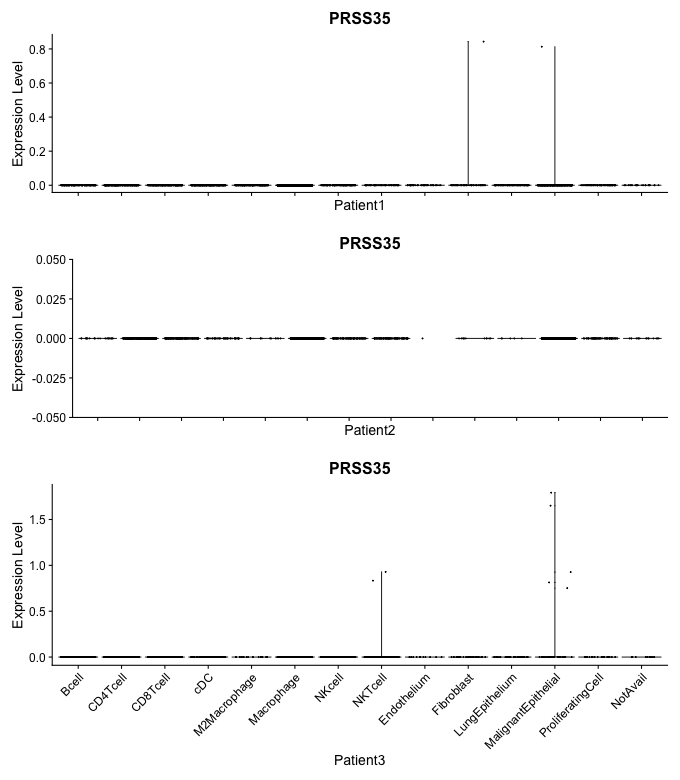 PRSS35
Expression Level
0.8
0.6
0.4
0.2
0.0
Patient1
PRSS35
Expression Level
0.050
0.025
0.000
-0.025
-0.050
Patient2
PRSS35
Expression Level
1.5
1.0
0.5
0.0
Bcell
CD4Tcell
CD8Tcell
cDC
M2Macrophage
Macrophage
NKcell
NKTcell
Endothelium
Fibroblast
LungEpithelium
MalignantEpithelial
ProliferatingCell
NotAvail
Patient3